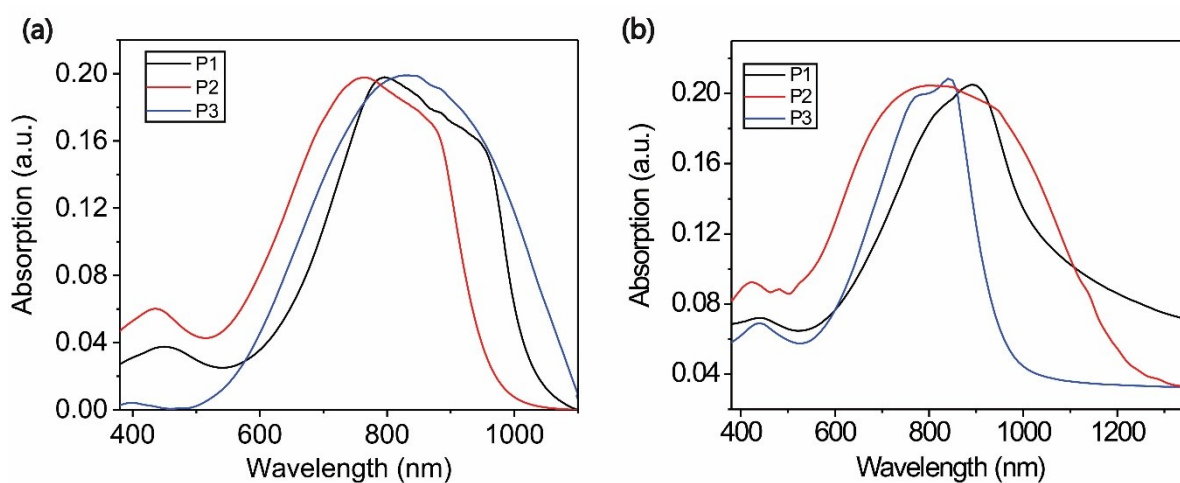 (a)
P1
P2
P3
0.20
0.16
0.12
0.08
0.04
0.00
Absorption (a.u.)
400 600 800 1000
Wavelength (nm)
(b)
P1
P2
P3
0.20
0.16
0.12
0.08
0.04
Absorption (a.u.)
400 600 800 1000 1200
Wavelength (nm)